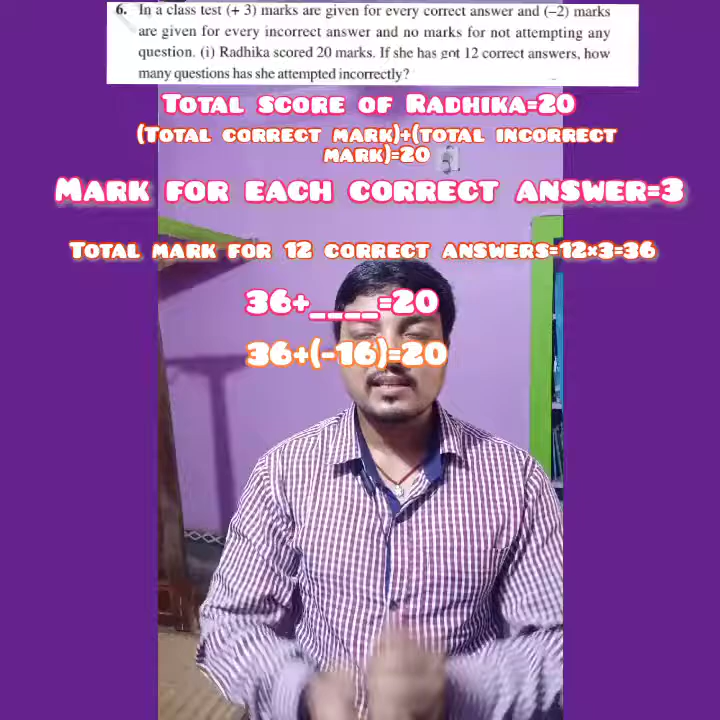 6. In a class test (+ 3) marks are given for every correct answer and (–2) marks
are given for every incorrect answer and no marks for not attempting any
question. (i) Radhika scored 20 marks. If she has got 12 correct answers, how
many questions has she attempted incorrectly?
Total score of Radhika=20
(Total correct mark)+(total incorrect
mark)=20
Mark for each correct answer=3
Total mark for 12 correct answers=12×3=36
36+____=20
36+(-16)=20